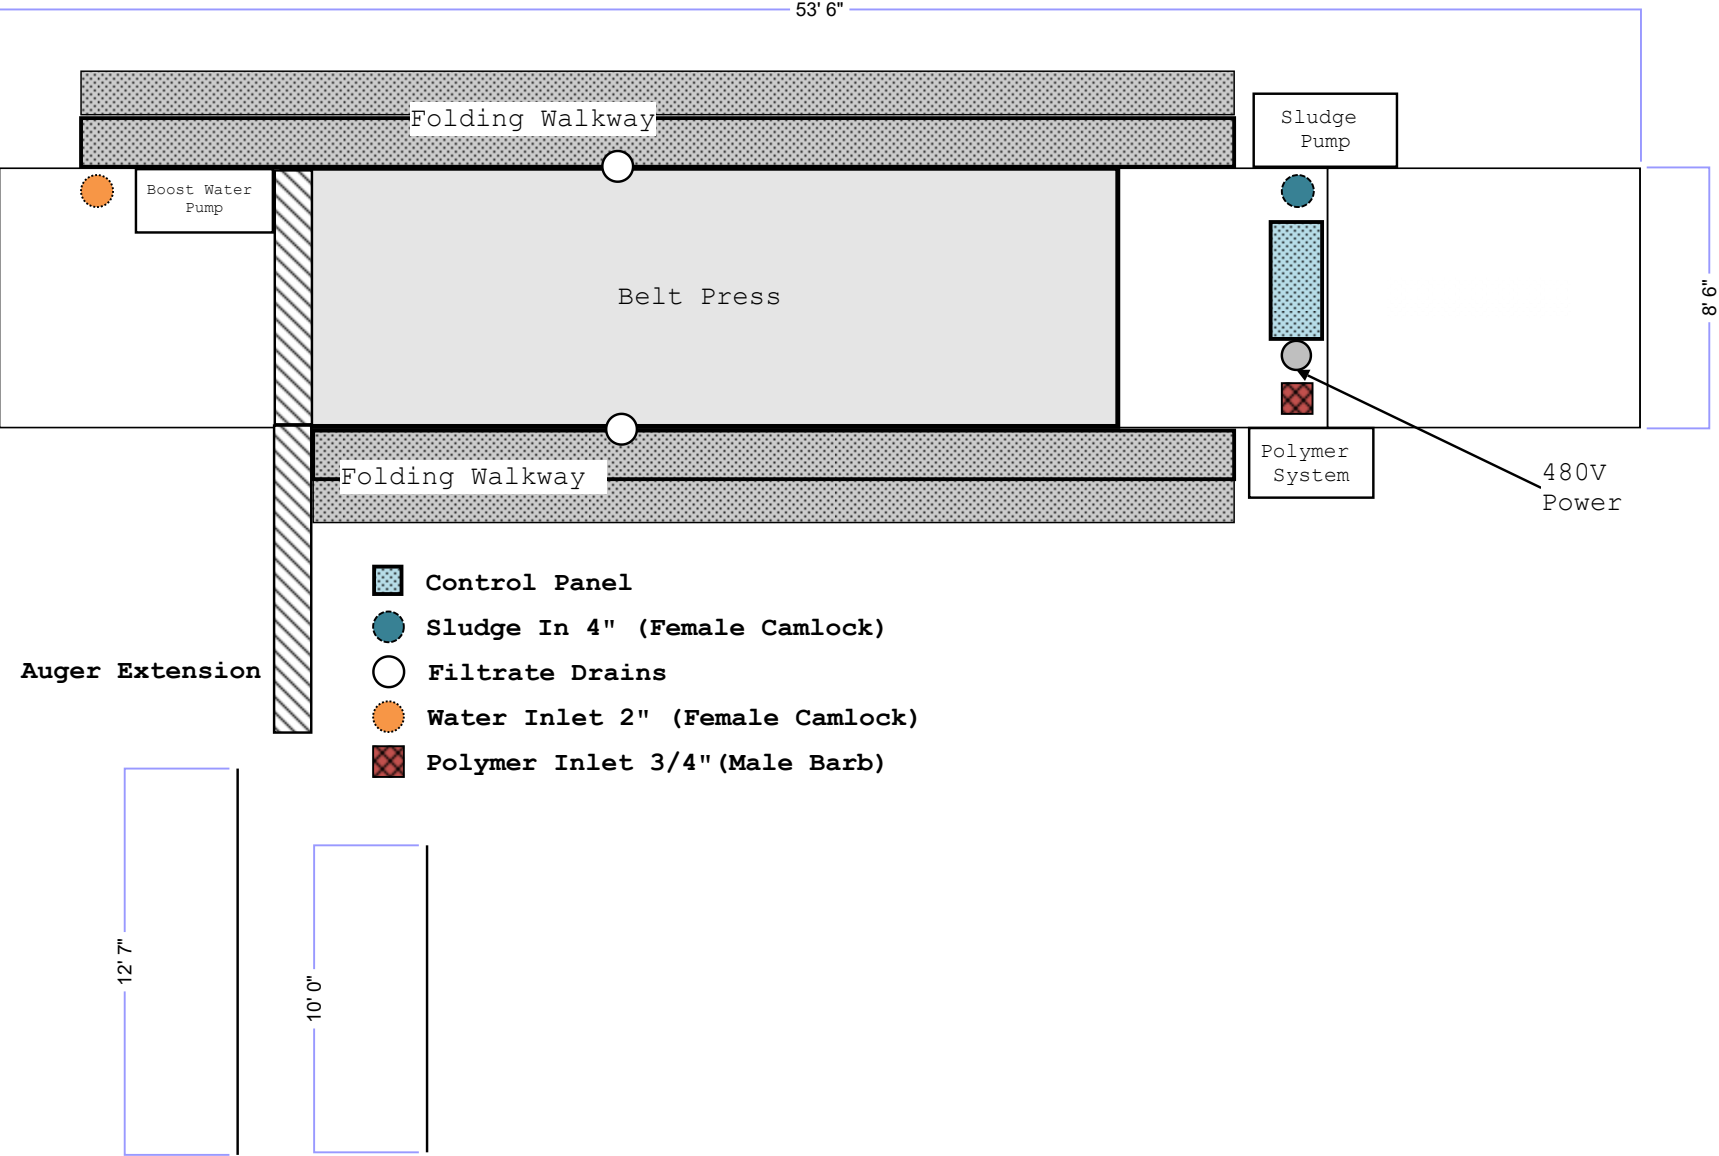 53' 6"
Folding Walkway
Sludge
Pump
Boost Water
Pump
Belt Press
8' 6"
Folding Walkway
Polymer
System
480V
Power
Control Panel
Sludge In 4" (Female Camlock)
Auger Extension
Filtrate Drains
Water Inlet 2" (Female Camlock)
Polymer Inlet 3/4"(Male Barb)
12' 7"
10' 0"